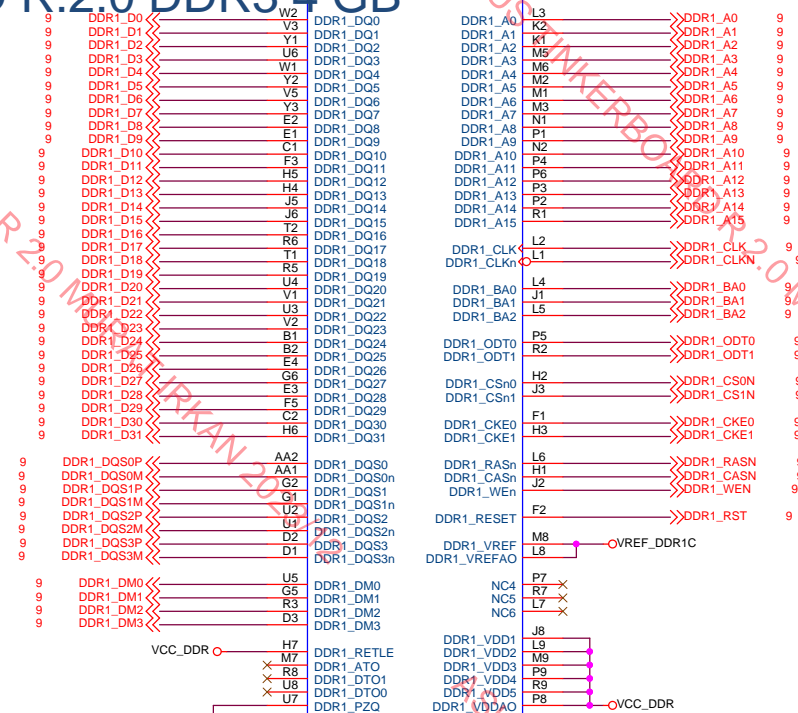 R.2.0 DDR3 4 GB
9 DDR1_D0 W2 DDR1_DQ0 DDR1_A0 L3 DDR1_A0 9
9 DDR1_D1 V3 DDR1_DQ1 DDR1_A1 K2 DDR1_A1 9
9 DDR1_D2 Y1 DDR1_DQ2 DDR1_A2 K1 DDR1_A2 9
9 DDR1_D3 U6 DDR1_DQ3 DDR1_A3 M5 DDR1_A3 9
9 DDR1_D4 W1 DDR1_DQ4 DDR1_A4 M6 DDR1_A4 9
9 DDR1_D5 Y2 DDR1_DQ5 DDR1_A5 M2 DDR1_A5 9
9 DDR1_D6 V5 DDR1_DQ6 DDR1_A6 M1 DDR1_A6 9
9 DDR1_D7 Y3 DDR1_DQ7 DDR1_A7 M3 DDR1_A7 9
9 DDR1_D8 E2 DDR1_DQ8 DDR1_A8 N1 DDR1_A8 9
9 DDR1_D9 E1 DDR1_DQ9 DDR1_A9 P1 DDR1_A9 9
9 DDR1_D10 C1 DDR1_DQ10 DDR1_A10 N2 DDR1_A10 9
9 DDR1_D11 F3 DDR1_DQ11 DDR1_A11 P4 DDR1_A11 9
9 DDR1_D12 H5 DDR1_DQ12 DDR1_A12 P6 DDR1_A12 9
9 DDR1_D13 H4 DDR1_DQ13 DDR1_A13 P3 DDR1_A13 9
9 DDR1_D14 J5 DDR1_DQ14 DDR1_A14 P2 DDR1_A14 9
9 DDR1_D15 J6 DDR1_DQ15 DDR1_A15 R1 DDR1_A15 9
9 DDR1_D16 T2 DDR1_DQ16
9 DDR1_D17 R6 DDR1_DQ17 DDR1_CLK L2 DDR1_CLK 9
9 DDR1_D18 T1 DDR1_DQ18 DDR1_CLKn L1 DDR1_CLKN 9
9 DDR1_D19 R5 DDR1_DQ19
9 DDR1_D20 U4 DDR1_DQ20 DDR1_BA0 L4 DDR1_BA0 9
9 DDR1_D21 V1 DDR1_DQ21 DDR1_BA1 J1 DDR1_BA1 9
9 DDR1_D22 U3 DDR1_DQ22 DDR1_BA2 L5 DDR1_BA2 9
9 DDR1_D23 V2 DDR1_DQ23
9 DDR1_D24 B1 DDR1_DQ24 DDR1_ODT0 P5 DDR1_ODT0 9
9 DDR1_D25 B2 DDR1_DQ25 DDR1_ODT1 R2 DDR1_ODT1 9
9 DDR1_D26 E4 DDR1_DQ26
9 DDR1_D27 G6 DDR1_DQ27 DDR1_CSn0 H2 DDR1_CS0N 9
9 DDR1_D28 E3 DDR1_DQ28 DDR1_CSn1 J3 DDR1_CS1N 9
9 DDR1_D29 F5 DDR1_DQ29
9 DDR1_D30 C2 DDR1_DQ30 DDR1_CKE0 F1 DDR1_CKE0 9
9 DDR1_D31 H6 DDR1_DQ31 DDR1_CKE1 H3 DDR1_CKE1 9
9 DDR1_DQS0P AA2 DDR1_DQS0 DDR1_RASn L6 DDR1_RASN 9
9 DDR1_DQS0M AA1 DDR1_DQS0n DDR1_CASn H1 DDR1_CASN 9
9 DDR1_DQS1P G2 DDR1_DQS1 DDR1_WEn J2 DDR1_WEN 9
9 DDR1_DQS1M G1 DDR1_DQS1n
9 DDR1_DQS2P U2 DDR1_DQS2 DDR1_RESET F2 DDR1_RST 9
9 DDR1_DQS2M U1 DDR1_DQS2n
9 DDR1_DQS3P D2 DDR1_DQS3 DDR1_VREF M8 VREF_DDR1C
9 DDR1_DQS3M D1 DDR1_DQS3n DDR1_VREFAO L8
9 DDR1_DM0 U5 DDR1_DM0 NC4 P7
9 DDR1_DM1 G5 DDR1_DM1 NC5 R7
9 DDR1_DM2 R3 DDR1_DM2 NC6 L7
9 DDR1_DM3 D3 DDR1_DM3
DDR1_VDD1 J8
VCC_DDR H7 DDR1_RETLE DDR1_VDD2 L9
M7 DDR1_ATO DDR1_VDD3 M9
R8 DDR1_DTO1 DDR1_VDD4 P9
U8 DDR1_DTO0 DDR1_VDD5 R9
U7 DDR1_PZQ DDR1_VDDAO P8 VCC_DDR
R 2.0 MURAT IRKAN
US TINKERBOARD R 2.0 M
AS